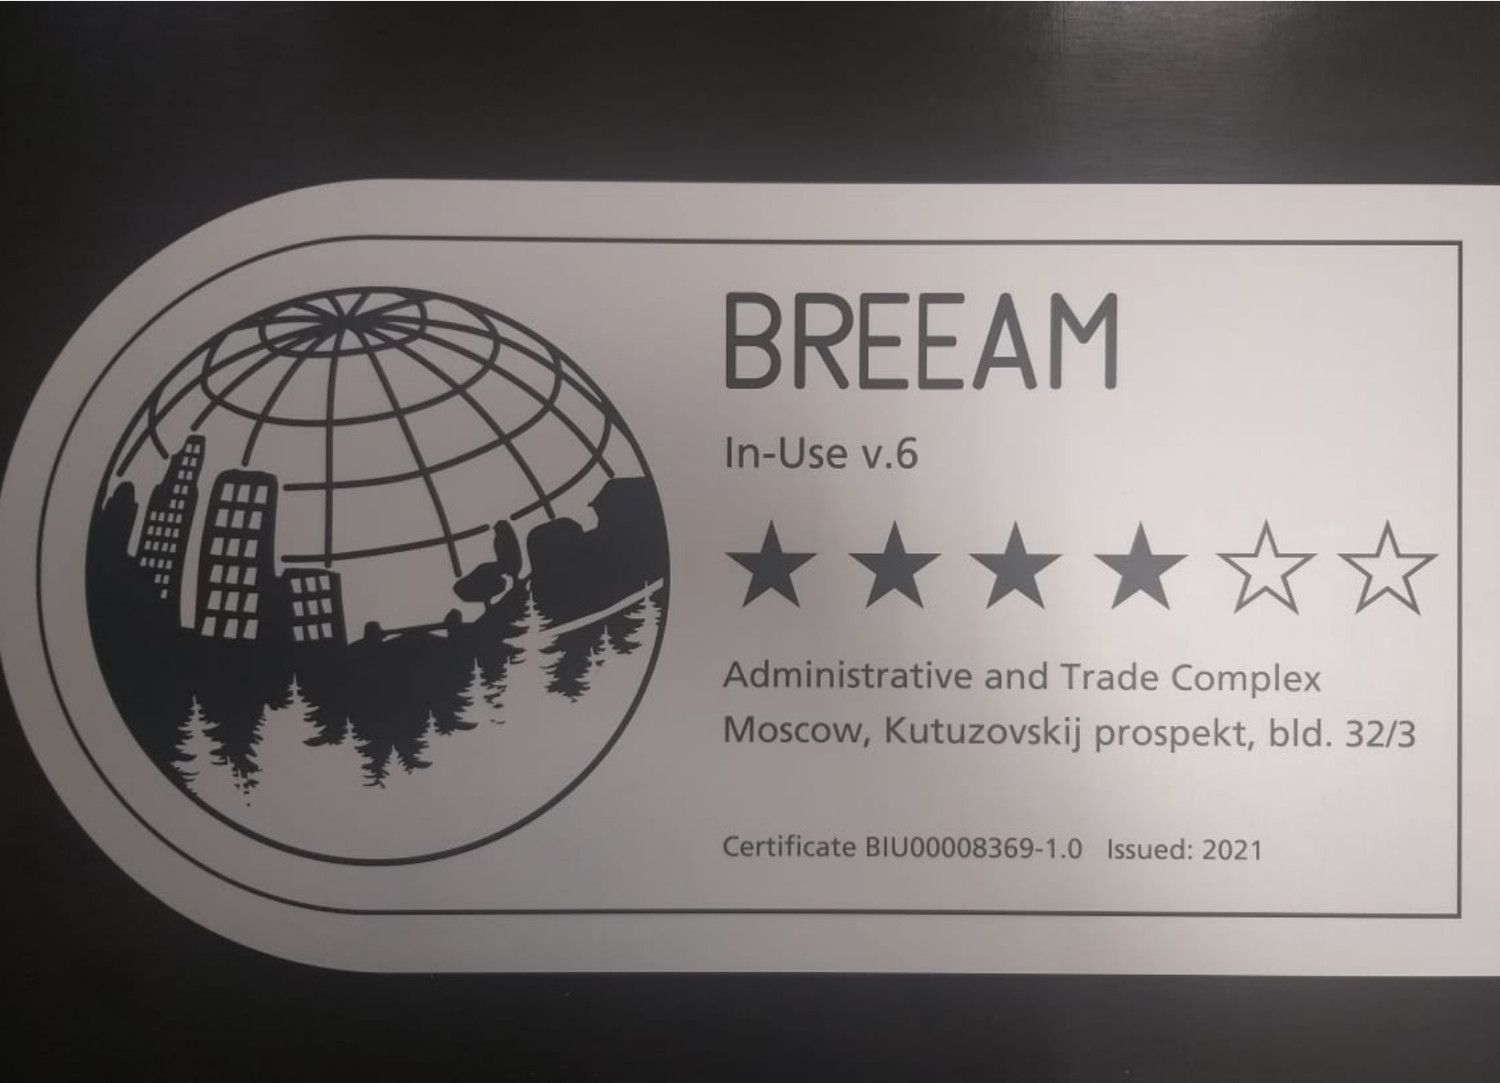 BREEAM
In-Use v.6
★★★★☆☆
Administrative and Trade Complex
Moscow, Kutuzovskij prospekt, bld. 32/3
Certificate BIU00008369-1.0 Issued: 2021